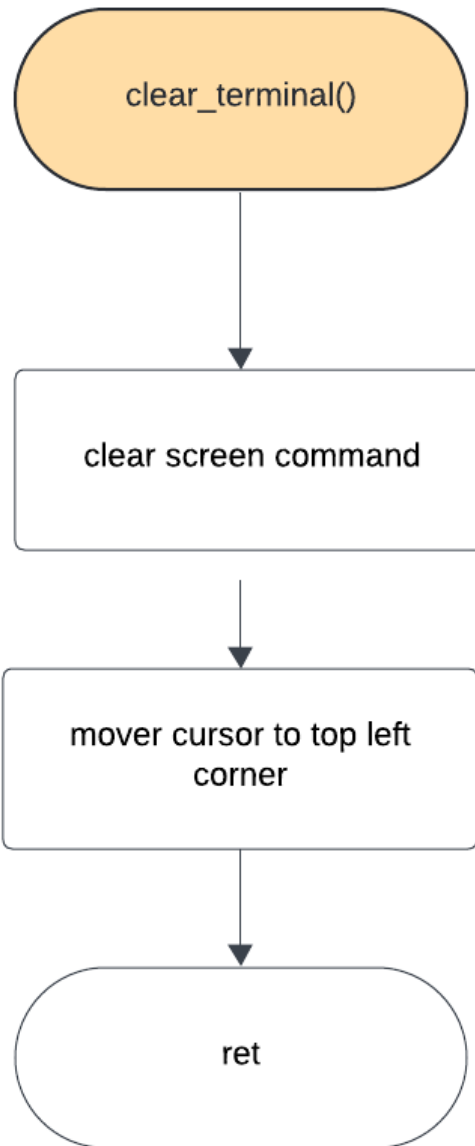 clear_terminal()
clear screen command
mover cursor to top left
corner
ret